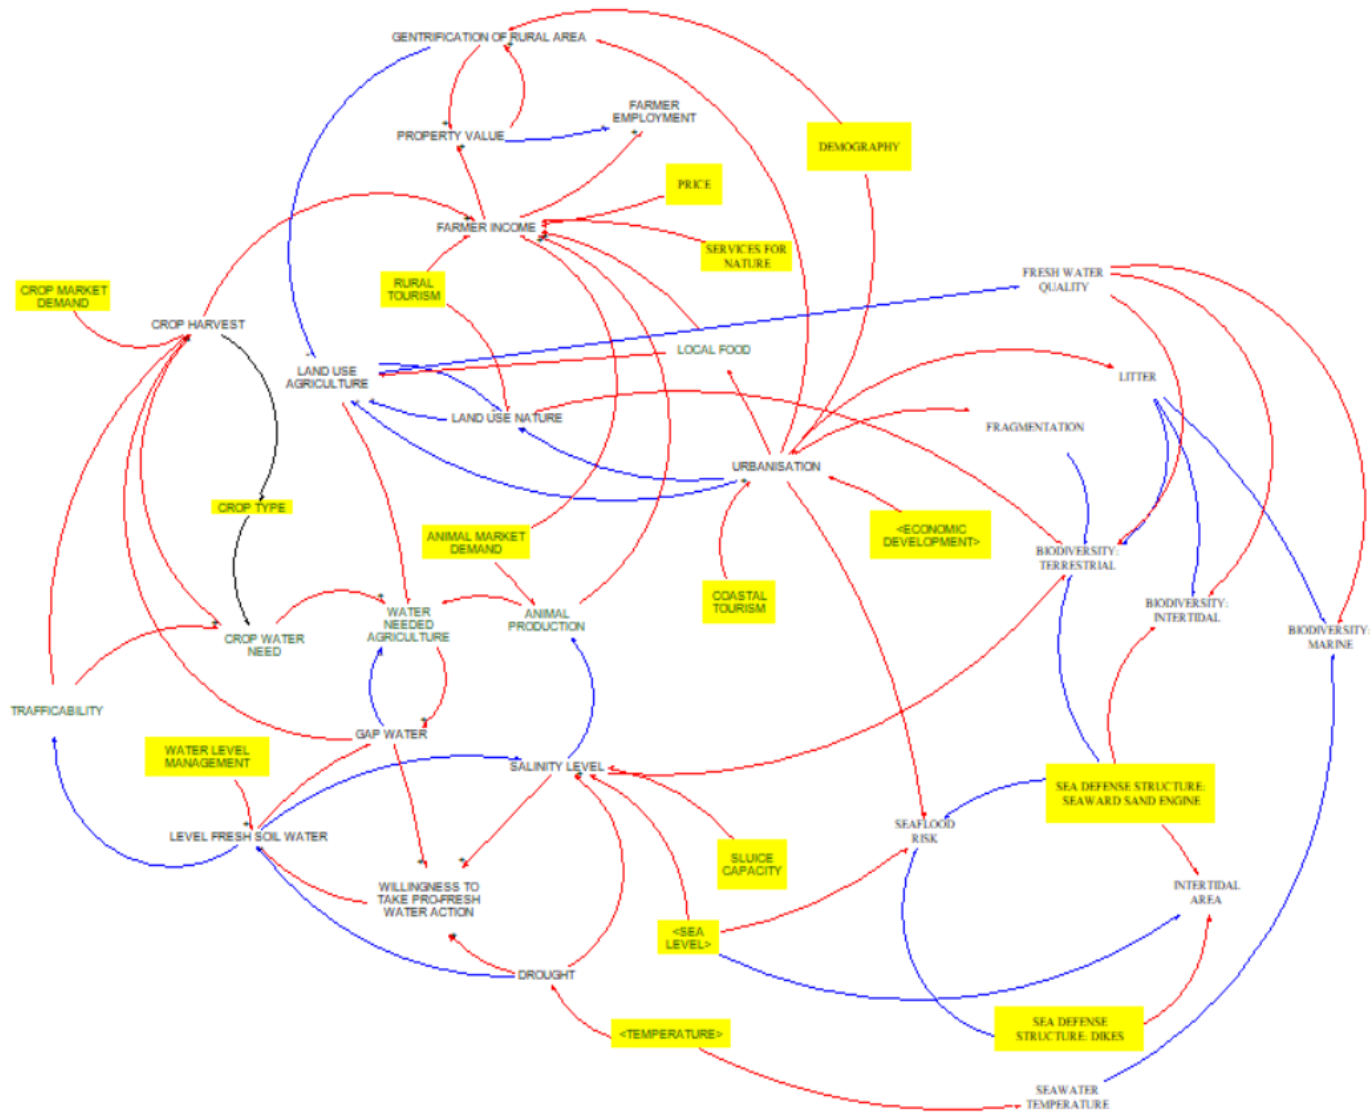 GENTRIFICATION OF RURAL AREA
FARMER
EMPLOYMENT
PROPERTY VALUE
DEMOGRAPHY
PRICE
FARMER INCOME
SERVICES FOR
NATURE
RURAL
TOURISM
FRESH WATER
QUALITY
CROP MARKET
DEMAND
CROP HARVEST
LOCAL FOOD
LAND USE
AGRICULTURE
LITTER
LAND USE NATURE
FRAGMENTATION
URBANISATION
CROP TYPE
ANIMAL MARKET
DEMAND
<ECONOMIC
DEVELOPMENT>
BIODIVERSITY:
TERRESTRIAL
COASTAL
TOURISM
BIODIVERSITY:
INTERTIDAL
BIODIVERSITY:
MARINE
CROP WATER
NEED
WATER
NEEDED
AGRICULTURE
ANIMAL
PRODUCTION
TRAFFICABILITY
GAP WATER
WATER LEVEL
MANAGEMENT
SALINITY LEVEL
SEA DEFENSE STRUCTURE:
SEAWARD SAND ENGINE
LEVEL FRESH SOIL WATER
SEAFLOOD
RISK
SLUICE
CAPACITY
WILLINGNESS TO
TAKE PRO-FRESH
WATER ACTION
INTERTIDAL
AREA
<SEA
LEVEL>
DROUGHT
<TEMPERATURE>
SEA DEFENSE
STRUCTURE: DIKES
SEAWATER
TEMPERATURE